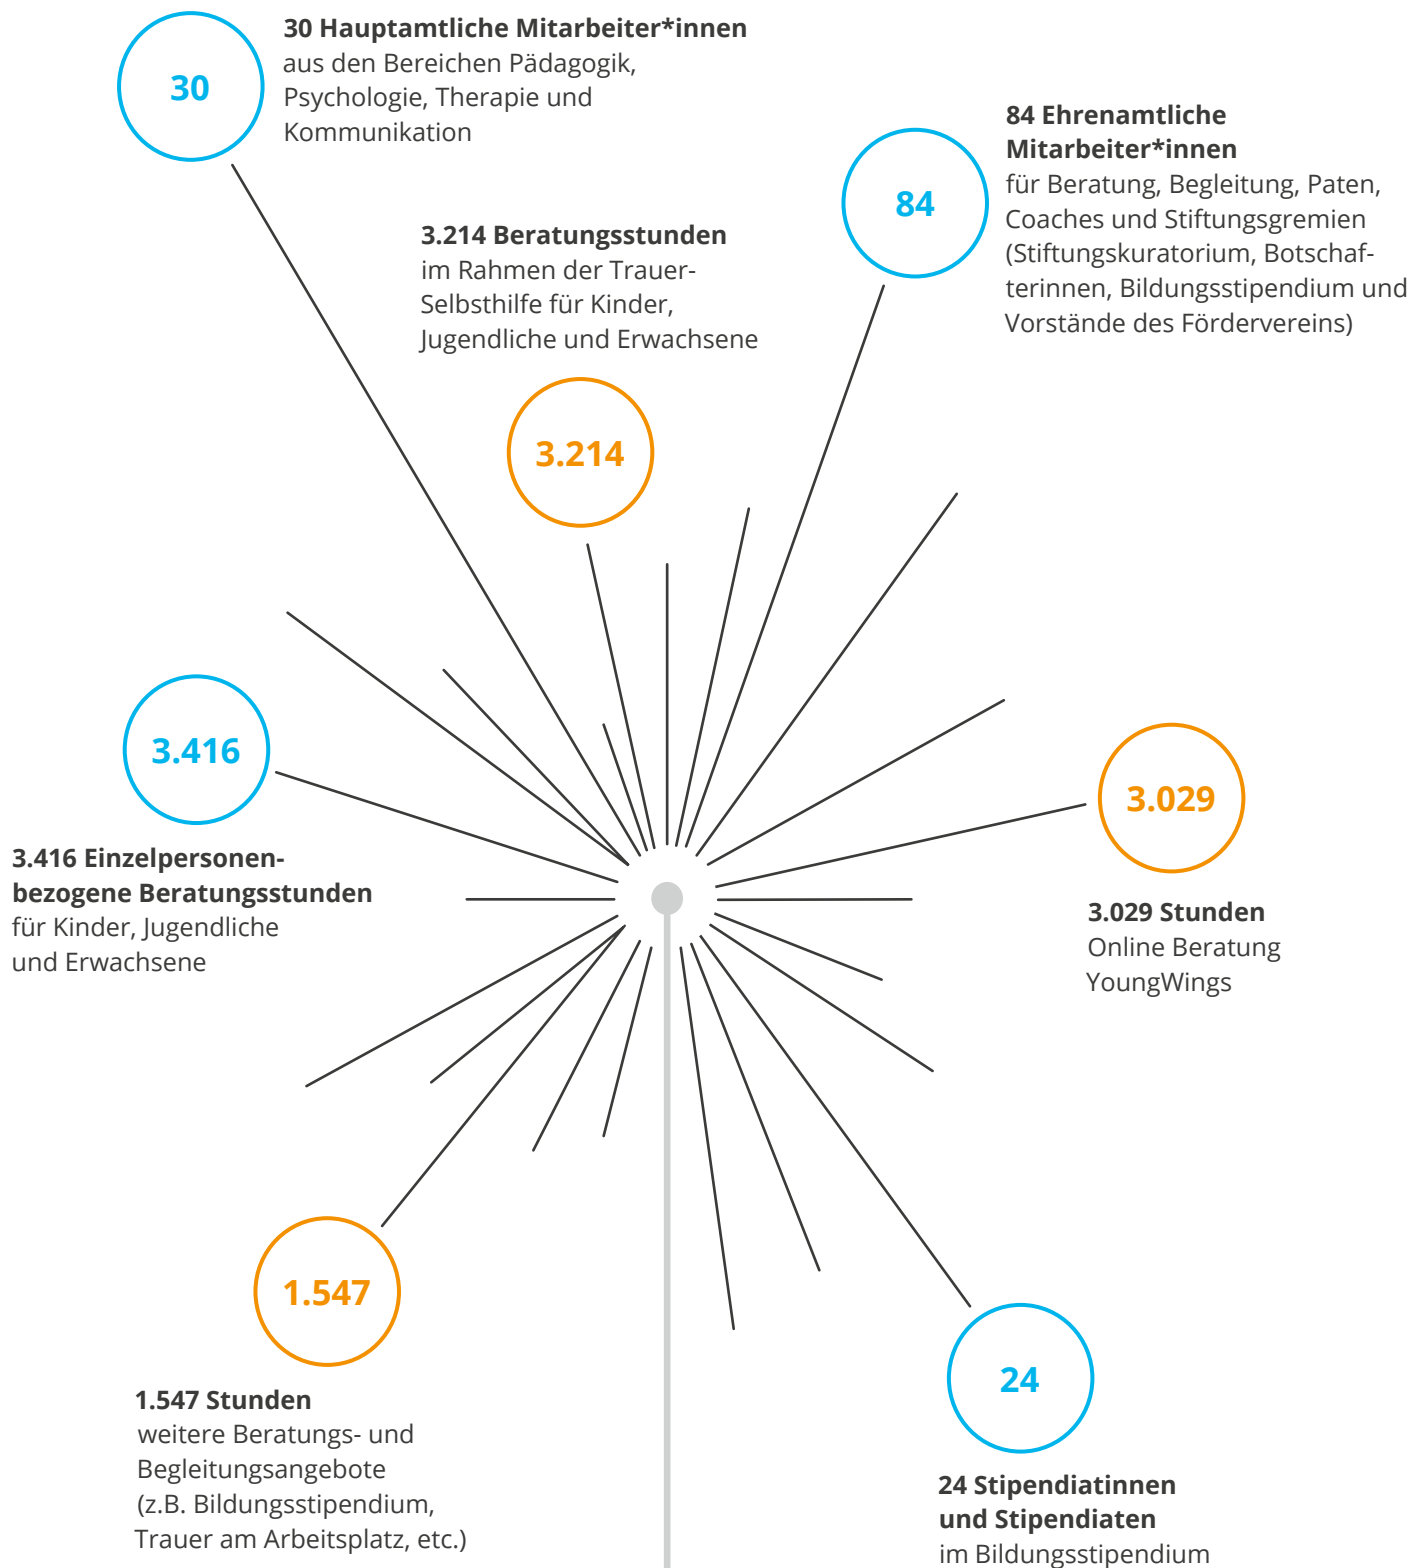 30
30 Hauptamtliche Mitarbeiter*innen
aus den Bereichen Pädagogik,
Psychologie, Therapie und
Kommunikation
84
84 Ehrenamtliche
Mitarbeiter*innen
für Beratung, Begleitung, Paten,
Coaches und Stiftungsgremien
(Stiftungskuratorium, Botschaf-
terinnen, Bildungsstipendium und
Vorstände des Fördervereins)
3.214 Beratungsstunden
im Rahmen der Trauer-
Selbsthilfe für Kinder,
Jugendliche und Erwachsene
3.214
3.416
3.416 Einzelpersonen-
bezogene Beratungsstunden
für Kinder, Jugendliche
und Erwachsene
3.029
3.029 Stunden
Online Beratung
YoungWings
1.547
1.547 Stunden
weitere Beratungs- und
Begleitungsangebote
(z.B. Bildungsstipendium,
Trauer am Arbeitsplatz, etc.)
24
24 Stipendiatinnen
und Stipendiaten
im Bildungsstipendium